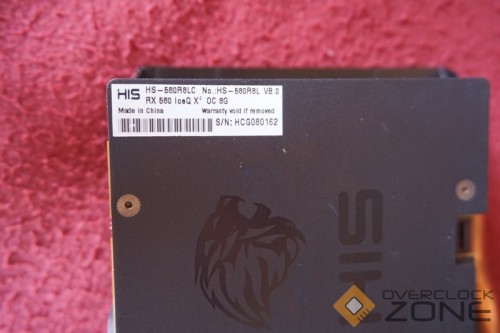 HIS HS-580R8LC No.:HS-580R8L VB.0
RX 580 IceQ X² OC 8G
Made in China Warranty void if removed
S/N: HCG080162
HIS
OVERCLOCK
ZONE